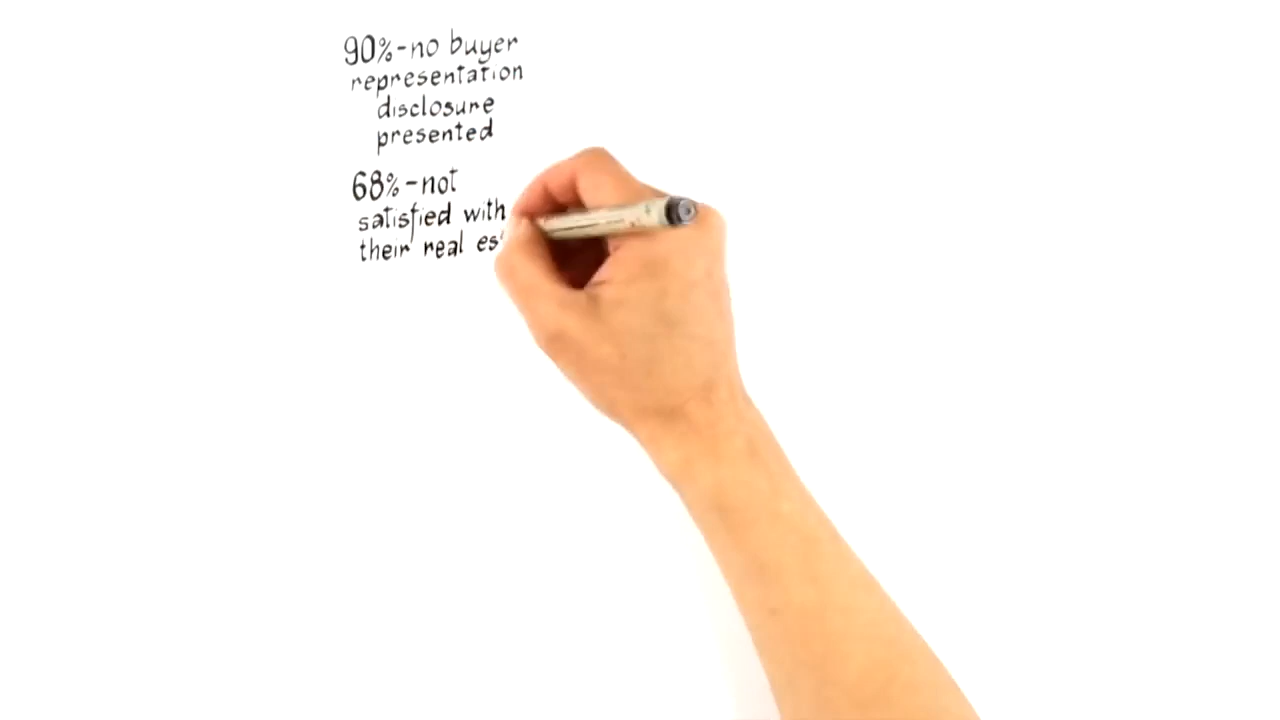 90%-no buyer
representation
disclosure
presented
68%-not
satisfied with
their real